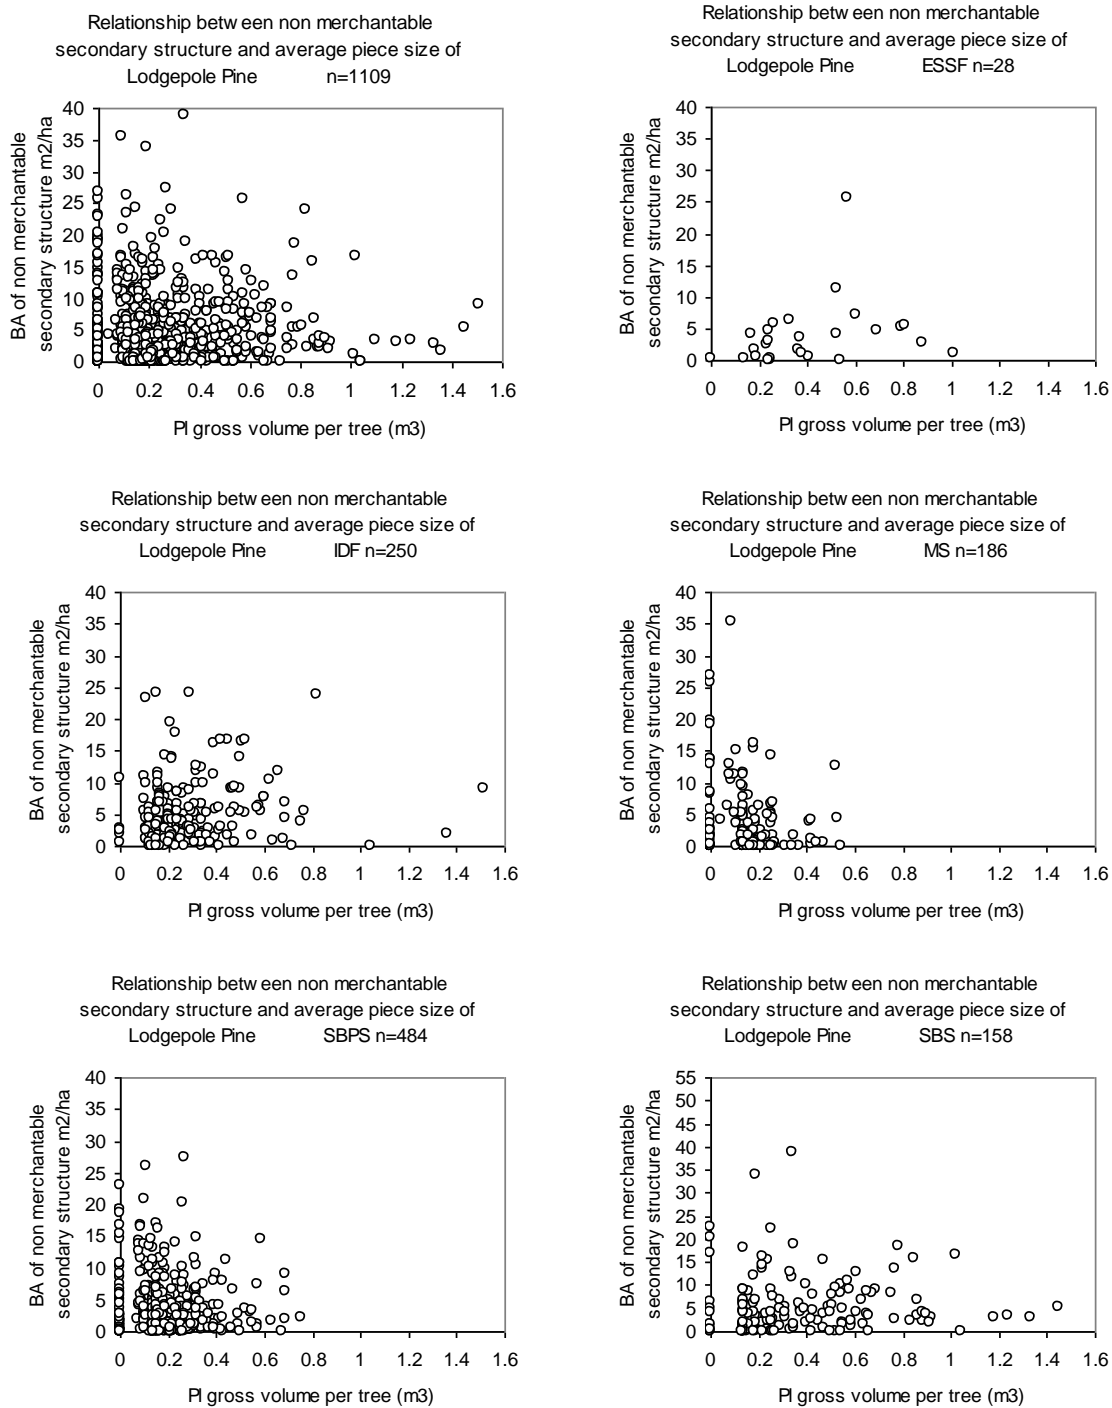 Relationship between non merchantable
secondary structure and average piece size of
Lodgepole Pine n=1109
40
35
30
25
20
15
10
5
0
BA of non merchantable
secondary structure m2/ha
0 0.2 0.4 0.6 0.8 1 1.2 1.4 1.6
Pl gross volume per tree (m3)
Relationship between non merchantable
secondary structure and average piece size of
Lodgepole Pine ESSF n=28
40
35
30
25
20
15
10
5
0
BA of non merchantable
secondary structure m2/ha
0 0.2 0.4 0.6 0.8 1 1.2 1.4 1.6
Pl gross volume per tree (m3)
Relationship between non merchantable
secondary structure and average piece size of
Lodgepole Pine IDF n=250
40
35
30
25
20
15
10
5
0
BA of non merchantable
secondary structure m2/ha
0 0.2 0.4 0.6 0.8 1 1.2 1.4 1.6
Pl gross volume per tree (m3)
Relationship between non merchantable
secondary structure and average piece size of
Lodgepole Pine MS n=186
40
35
30
25
20
15
10
5
0
BA of non merchantable
secondary structure m2/ha
0 0.2 0.4 0.6 0.8 1 1.2 1.4 1.6
Pl gross volume per tree (m3)
Relationship between non merchantable
secondary structure and average piece size of
Lodgepole Pine SBPS n=484
40
35
30
25
20
15
10
5
0
BA of non merchantable
secondary structure m2/ha
0 0.2 0.4 0.6 0.8 1 1.2 1.4 1.6
Pl gross volume per tree (m3)
Relationship between non merchantable
secondary structure and average piece size of
Lodgepole Pine SBS n=158
55
50
45
40
35
30
25
20
15
10
5
0
BA of non merchantable
secondary structure m2/ha
0 0.2 0.4 0.6 0.8 1 1.2 1.4 1.6
Pl gross volume per tree (m3)